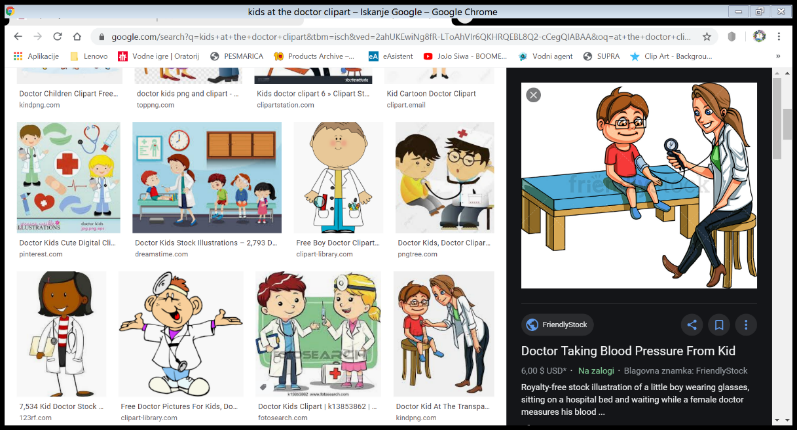 kids at the doctor clipart – Iskanje Google – Google Chrome
google.com/search?q=kids+at+the+doctor+clipart&tbm=isch&ved=2ahUKEwiNg8fR-LToAhVIr6QKHRQEBL8Q2-cCegQIABAA&oq=at+the+doctor+cli...
Aplikacije Lenovo Vodne igre | Oratorij PESMARICA Products Archive –... eAsistent JoJo Siwa - BOOME... Vodni agent SUPRA Clip Art - Backgrou...
Doctor Children Clipart Free... doctor kids png and clipart - ... Kids doctor clipart 6 » Clipart St... Kid Cartoon Doctor Clipart
kindpng.com toppng.com clipartstation.com clipart.email
ILLUSTRATIONS
Doctor Kids Cute Digital Cli... Doctor Kids Stock Illustrations – 2,793 D... Free Boy Doctor Clipart... Doctor Kids, Doctor Clipar...
pinterest.com dreamstime.com clipart-library.com pngtree.com
friendlystock
FriendlyStock
Doctor Taking Blood Pressure From Kid
6,00 $ USD* • Na zalogi • Blagovna znamka: FriendlyStock
Royalty-free stock illustration of a little boy wearing glasses,
sitting on a hospital bed and waiting while a female doctor
measures his blood ...
FOTOSEARCH
k13853862 www.fotosearch.com
7,534 Kid Doctor Stock ... Free Doctor Pictures For Kids, Do... Doctor Kids Clipart | k13853862 | ... Doctor Kid At The Transpa...
123rf.com clipart-library.com fotosearch.com kindpng.com